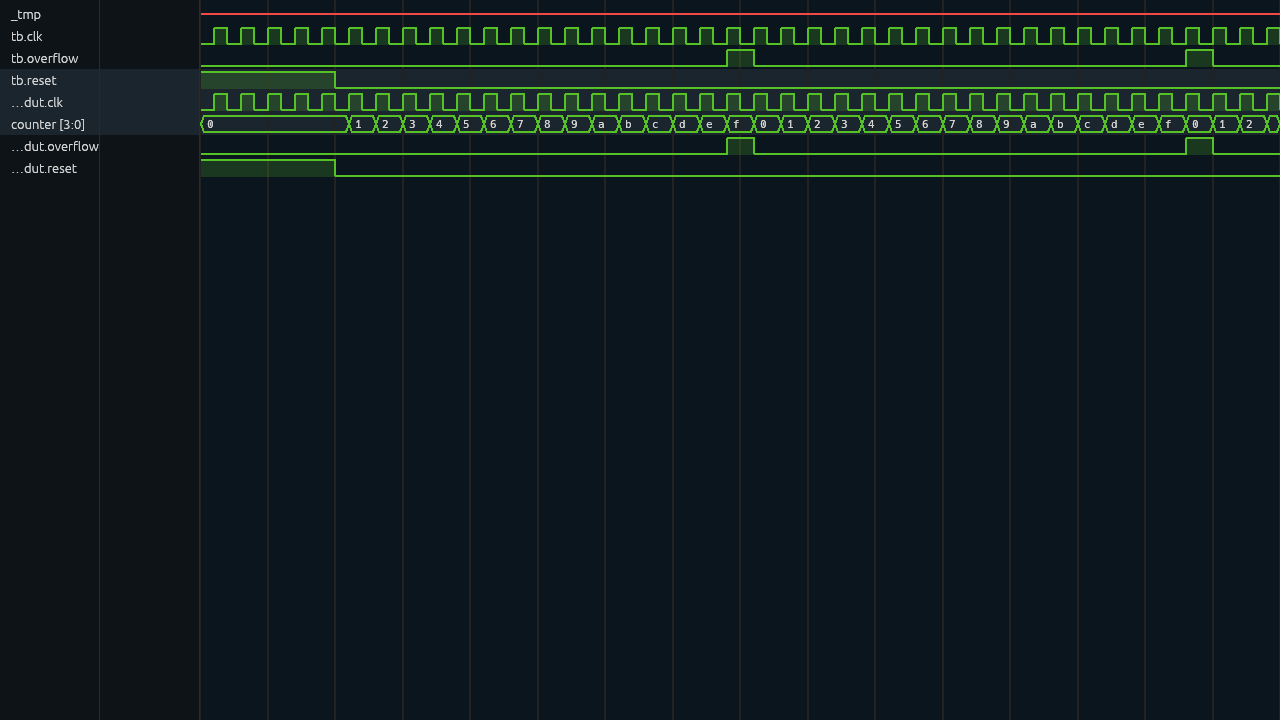 _tmp
tb.clk
tb.overflow
tb.reset
…dut.clk
counter [3:0] 0 1 2 3 4 5 6 7 8 9 a b c d e f 0 1 2 3 4 5 6 7 8 9 a b c d e f 0 1 2
…dut.overflow
…dut.reset